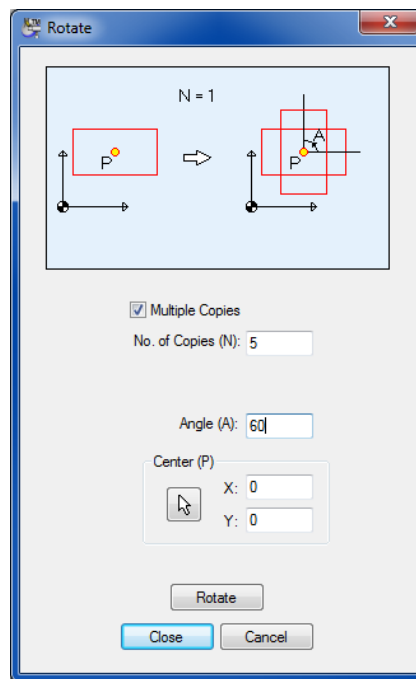 Rotate
N = 1
P
A
P
Multiple Copies
No. of Copies (N): 5
Angle (A): 60
Center (P)
X: 0
Y: 0
Rotate
Close Cancel